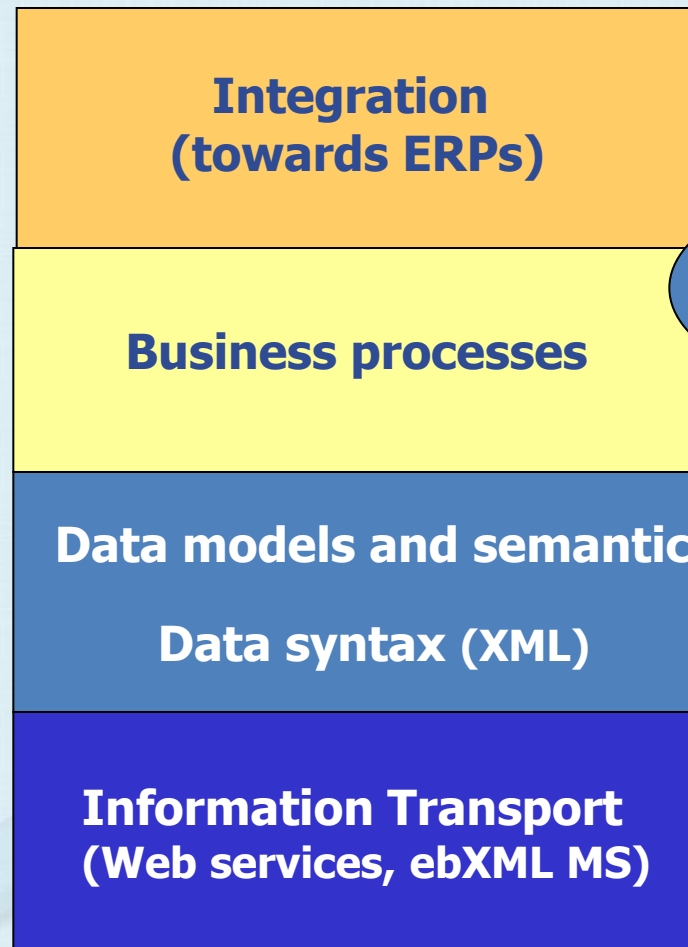 Integration
(towards ERPs)
Business processes
Data models and semantic
Data syntax (XML)
Information Transport
(Web services, ebXML MS)